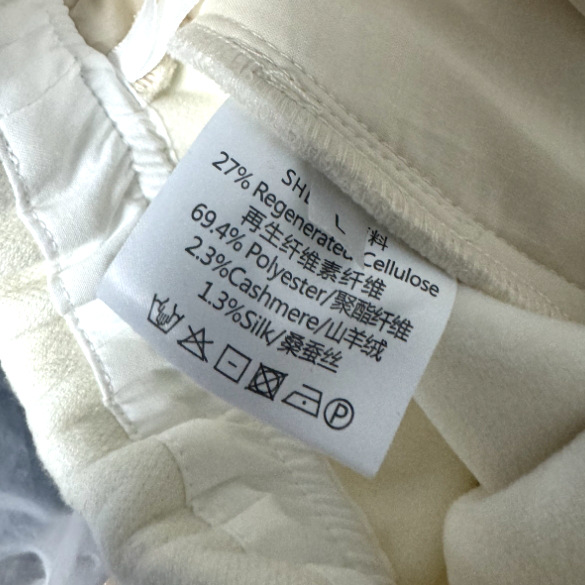 料
27% Regenerated Cellulose
再生纤维素纤维
69.4% Polyester/聚酯纤维
2.3%Cashmere/山羊绒
1.3%Silk/桑蚕丝
P